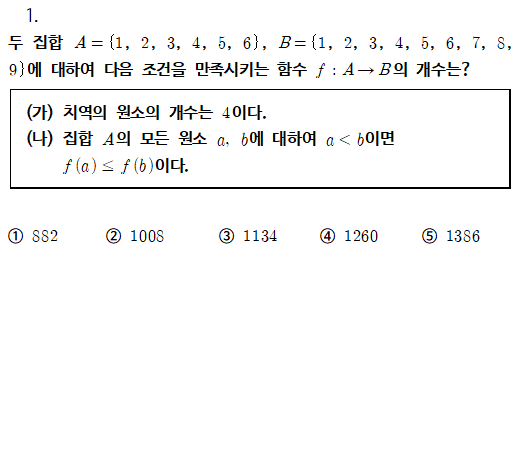 1.
두 집합 A = {1, 2, 3, 4, 5, 6}, B = {1, 2, 3, 4, 5, 6, 7, 8,
9}에 대하여 다음 조건을 만족시키는 함수 f : A → B의 개수는?
(가) 치역의 원소의 개수는 4이다.
(나) 집합 A의 모든 원소 a, b에 대하여 a < b이면
f(a) ≤ f(b)이다.
① 882 ② 1008 ③ 1134 ④ 1260 ⑤ 1386